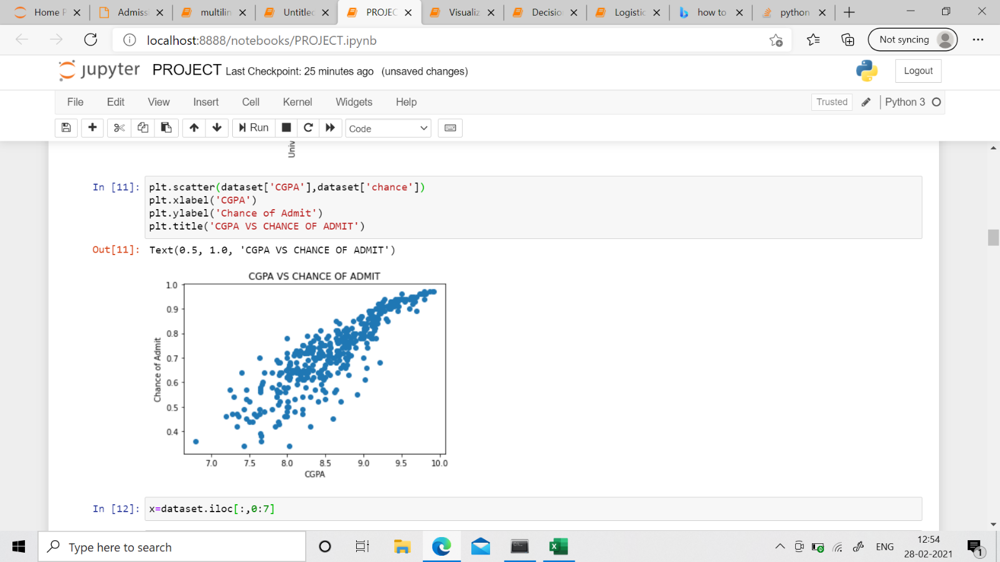 Home P
Admissi
multilin
Untitled
PROJEC
Visualiz
Decisio
Logistic
how to
python
localhost:8888/notebooks/PROJECT.ipynb
Not syncing
jupyter PROJECT Last Checkpoint: 25 minutes ago (unsaved changes)
Logout
File Edit View Insert Cell Kernel Widgets Help
Trusted
Python 3
Run
Code
Univ
In [11]: plt.scatter(dataset['CGPA'],dataset['chance'])
plt.xlabel('CGPA')
plt.ylabel('Chance of Admit')
plt.title('CGPA VS CHANCE OF ADMIT')
Out[11]: Text(0.5, 1.0, 'CGPA VS CHANCE OF ADMIT')
CGPA VS CHANCE OF ADMIT
1.0
0.9
0.8
0.7
0.6
0.5
0.4
Chance of Admit
7.0 7.5 8.0 8.5 9.0 9.5 10.0
CGPA
In [12]: x=dataset.iloc[:,0:7]
Type here to search
ENG
12:54
28-02-2021
1